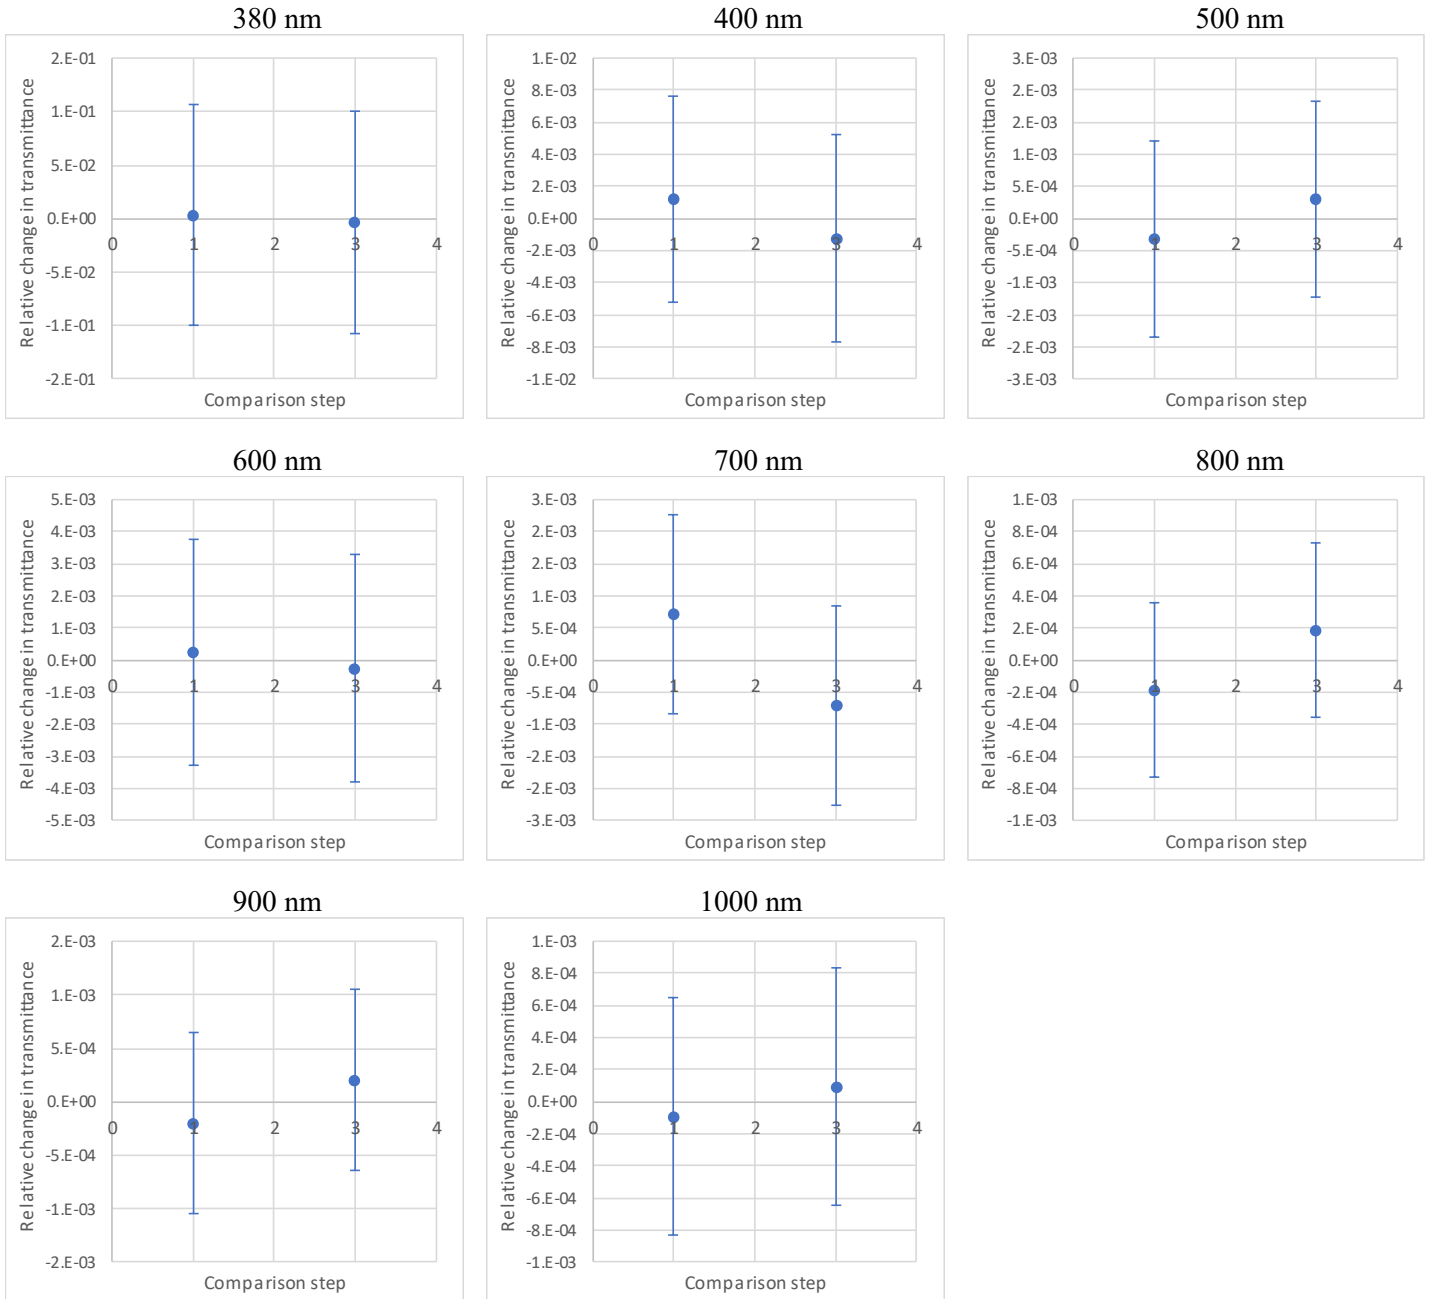 380 nm
2.E-01
1.E-01
5.E-02
0.E+00
-5.E-02
-1.E-01
-2.E-01
0 1 2 3 4
Relative change in transmittance
Comparison step
400 nm
1.E-02
8.E-03
6.E-03
4.E-03
2.E-03
0.E+00
-2.E-03
-4.E-03
-6.E-03
-8.E-03
-1.E-02
0 1 2 3 4
Relative change in transmittance
Comparison step
500 nm
3.E-03
2.E-03
2.E-03
1.E-03
5.E-04
0.E+00
-5.E-04
-1.E-03
-2.E-03
-2.E-03
-3.E-03
0 1 2 3 4
Relative change in transmittance
Comparison step
600 nm
5.E-03
4.E-03
3.E-03
2.E-03
1.E-03
0.E+00
-1.E-03
-2.E-03
-3.E-03
-4.E-03
-5.E-03
0 1 2 3 4
Relative change in transmittance
Comparison step
700 nm
3.E-03
2.E-03
2.E-03
1.E-03
5.E-04
0.E+00
-5.E-04
-1.E-03
-2.E-03
-2.E-03
-3.E-03
0 1 2 3 4
Relative change in transmittance
Comparison step
800 nm
1.E-03
8.E-04
6.E-04
4.E-04
2.E-04
0.E+00
-2.E-04
-4.E-04
-6.E-04
-8.E-04
-1.E-03
0 1 2 3 4
Relative change in transmittance
Comparison step
900 nm
2.E-03
1.E-03
5.E-04
0.E+00
-5.E-04
-1.E-03
-2.E-03
0 1 2 3 4
Relative change in transmittance
Comparison step
1000 nm
1.E-03
8.E-04
6.E-04
4.E-04
2.E-04
0.E+00
-2.E-04
-4.E-04
-6.E-04
-8.E-04
-1.E-03
0 1 2 3 4
Relative change in transmittance
Comparison step